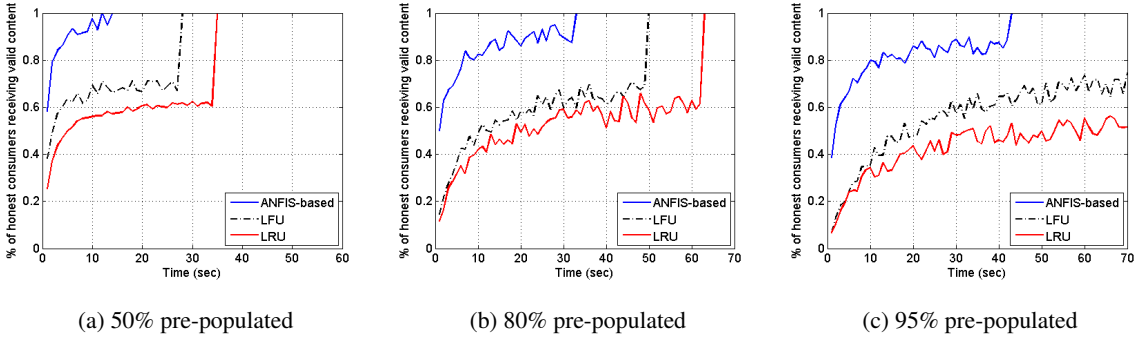 % of honest consumers receiving valid content
1
0.8
0.6
0.4
0.2
0
0 10 20 30 40 50 60
Time (sec)
ANFIS-based
LFU
LRU
(a) 50% pre-populated
% of honest consumers receiving valid content
1
0.8
0.6
0.4
0.2
0
0 10 20 30 40 50 60 70
Time (sec)
ANFIS-based
LFU
LRU
(b) 80% pre-populated
% of honest consumers receiving valid content
1
0.8
0.6
0.4
0.2
0
0 10 20 30 40 50 60 70
Time (sec)
ANFIS-based
LFU
LRU
(c) 95% pre-populated